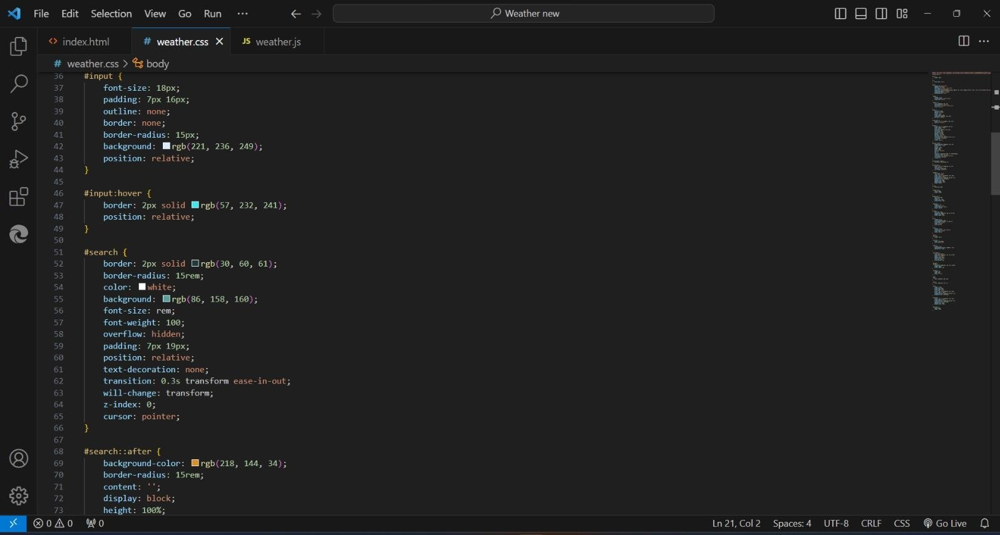 File Edit Selection View Go Run ··· Weather new
index.html # weather.css × JS weather.js
# weather.css > body
36 #input {
37 font-size: 18px;
38 padding: 7px 16px;
39 outline: none;
40 border: none;
41 border-radius: 15px;
42 background: rgb(221, 236, 249);
43 position: relative;
44 }
45
46 #input:hover {
47 border: 2px solid rgb(57, 232, 241);
48 position: relative;
49 }
50
51 #search {
52 border: 2px solid rgb(30, 60, 61);
53 border-radius: 15rem;
54 color: white;
55 background: rgb(86, 158, 160);
56 font-size: rem;
57 font-weight: 100;
58 overflow: hidden;
59 padding: 7px 19px;
60 position: relative;
61 text-decoration: none;
62 transition: 0.3s transform ease-in-out;
63 will-change: transform;
64 z-index: 0;
65 cursor: pointer;
66 }
67
68 #search::after {
69 background-color: rgb(218, 144, 34);
70 border-radius: 15rem;
71 content: '';
72 display: block;
73 height: 100%;
0 0 0 Ln 21, Col 2 Spaces: 4 UTF-8 CRLF CSS Go Live